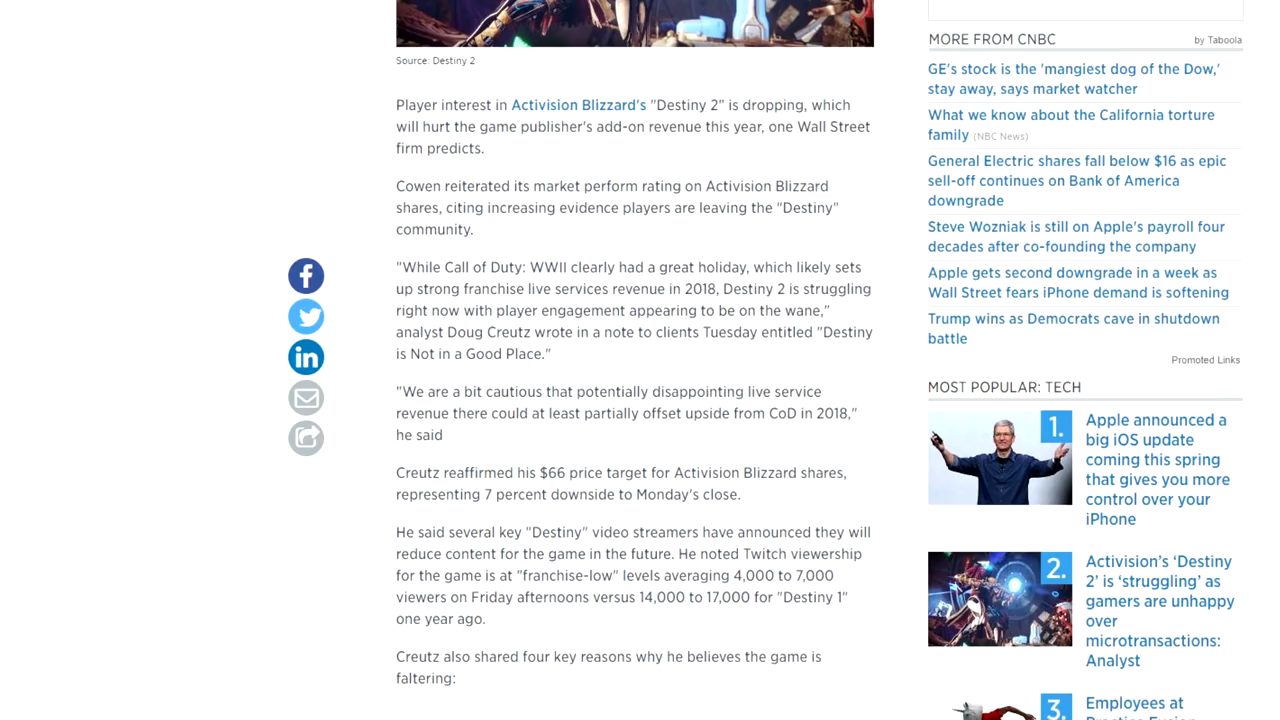 Source: Destiny 2
Player interest in Activision Blizzard's "Destiny 2" is dropping, which
will hurt the game publisher's add-on revenue this year, one Wall Street
firm predicts.
Cowen reiterated its market perform rating on Activision Blizzard
shares, citing increasing evidence players are leaving the "Destiny"
community.
"While Call of Duty: WWII clearly had a great holiday, which likely sets
up strong franchise live services revenue in 2018, Destiny 2 is struggling
right now with player engagement appearing to be on the wane,"
analyst Doug Creutz wrote in a note to clients Tuesday entitled "Destiny
is Not in a Good Place."
"We are a bit cautious that potentially disappointing live service
revenue there could at least partially offset upside from CoD in 2018,"
he said
Creutz reaffirmed his $66 price target for Activision Blizzard shares,
representing 7 percent downside to Monday's close.
He said several key "Destiny" video streamers have announced they will
reduce content for the game in the future. He noted Twitch viewership
for the game is at "franchise-low" levels averaging 4,000 to 7,000
viewers on Friday afternoons versus 14,000 to 17,000 for "Destiny 1"
one year ago.
Creutz also shared four key reasons why he believes the game is
faltering:
MORE FROM CNBC
by Taboola
GE's stock is the 'mangiest dog of the Dow,'
stay away, says market watcher
What we know about the California torture
family (NBC News)
General Electric shares fall below $16 as epic
sell-off continues on Bank of America
downgrade
Steve Wozniak is still on Apple's payroll four
decades after co-founding the company
Apple gets second downgrade in a week as
Wall Street fears iPhone demand is softening
Trump wins as Democrats cave in shutdown
battle
Promoted Links
MOST POPULAR: TECH
1.
Apple announced a
big iOS update
coming this spring
that gives you more
control over your
iPhone
2.
Activision's 'Destiny
2' is 'struggling' as
gamers are unhappy
over
microtransactions:
Analyst
3.
Employees at